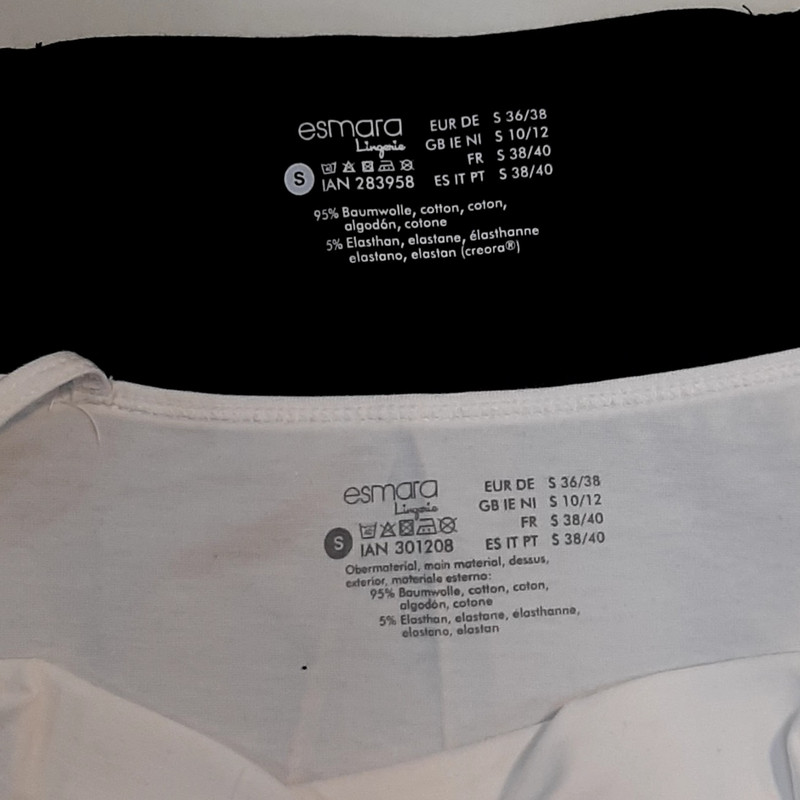 esmara
Lingerie
S
IAN 283958
EUR DE S 36/38
GB IE NI S 10/12
FR S 38/40
ES IT PT S 38/40
95% Baumwolle, cotton, coton,
algodón, cotone
5% Elasthan, elastane, élasthanne
elastano, elastan (creora®)
esmara
Lingerie
S
IAN 301208
EUR DE S 36/38
GB IE NI S 10/12
FR S 38/40
ES IT PT S 38/40
Obermaterial, main material, dessus,
exterior, materiale esterno:
95% Baumwolle, cotton, coton,
algodón, cotone
5% Elasthan, elastane, élasthanne,
elastano, elastan